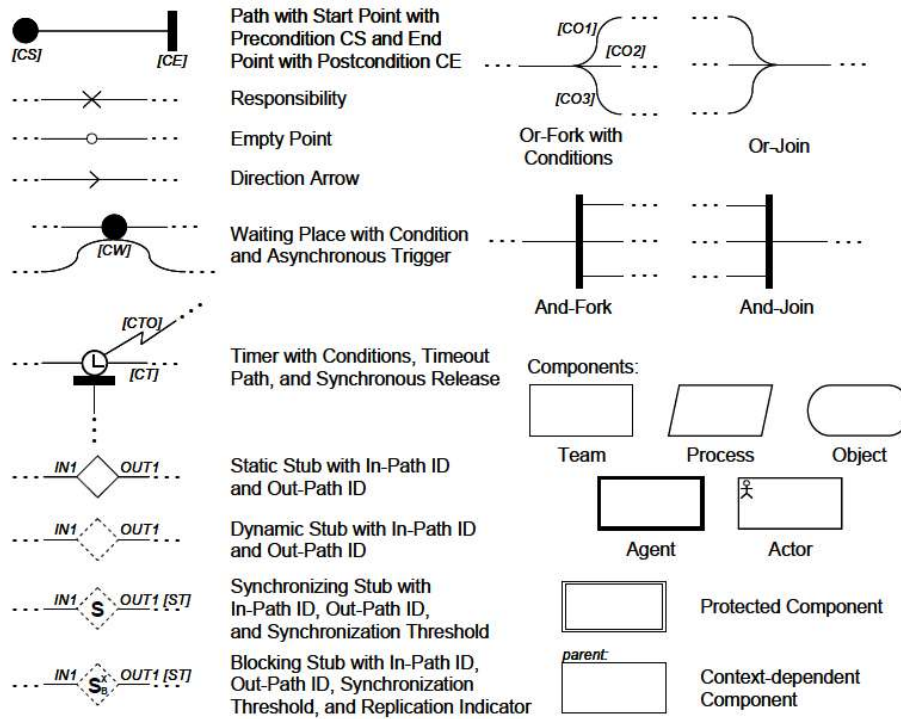 [CS]
[CE]
Path with Start Point with
Precondition CS and End
Point with Postcondition CE
Responsibility
Empty Point
Direction Arrow
[CW]
Waiting Place with Condition
and Asynchronous Trigger
[CTO]
[CT]
Timer with Conditions, Timeout
Path, and Synchronous Release
IN1 OUT1
Static Stub with In-Path ID
and Out-Path ID
IN1 OUT1
Dynamic Stub with In-Path ID
and Out-Path ID
IN1 S OUT1 [ST]
Synchronizing Stub with
In-Path ID, Out-Path ID,
and Synchronization Threshold
IN1 S X B OUT1 [ST]
Blocking Stub with In-Path ID,
Out-Path ID, Synchronization
Threshold, and Replication Indicator
[CO1]
[CO2]
[CO3]
Or-Fork with
Conditions
Or-Join
And-Fork
And-Join
Components:
Team
Process
Object
Agent
Actor
Protected Component
parent:
Context-dependent
Component